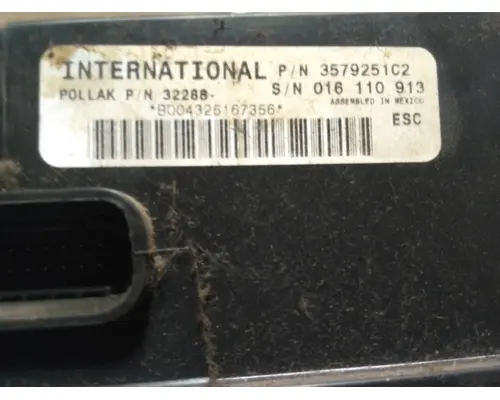 INTERNATIONAL P/N 3579251C2
POLLAK P/N 32288- S/N 016 110 913
ASSEMBLED IN MEXICO
*B004325167356*
ESC